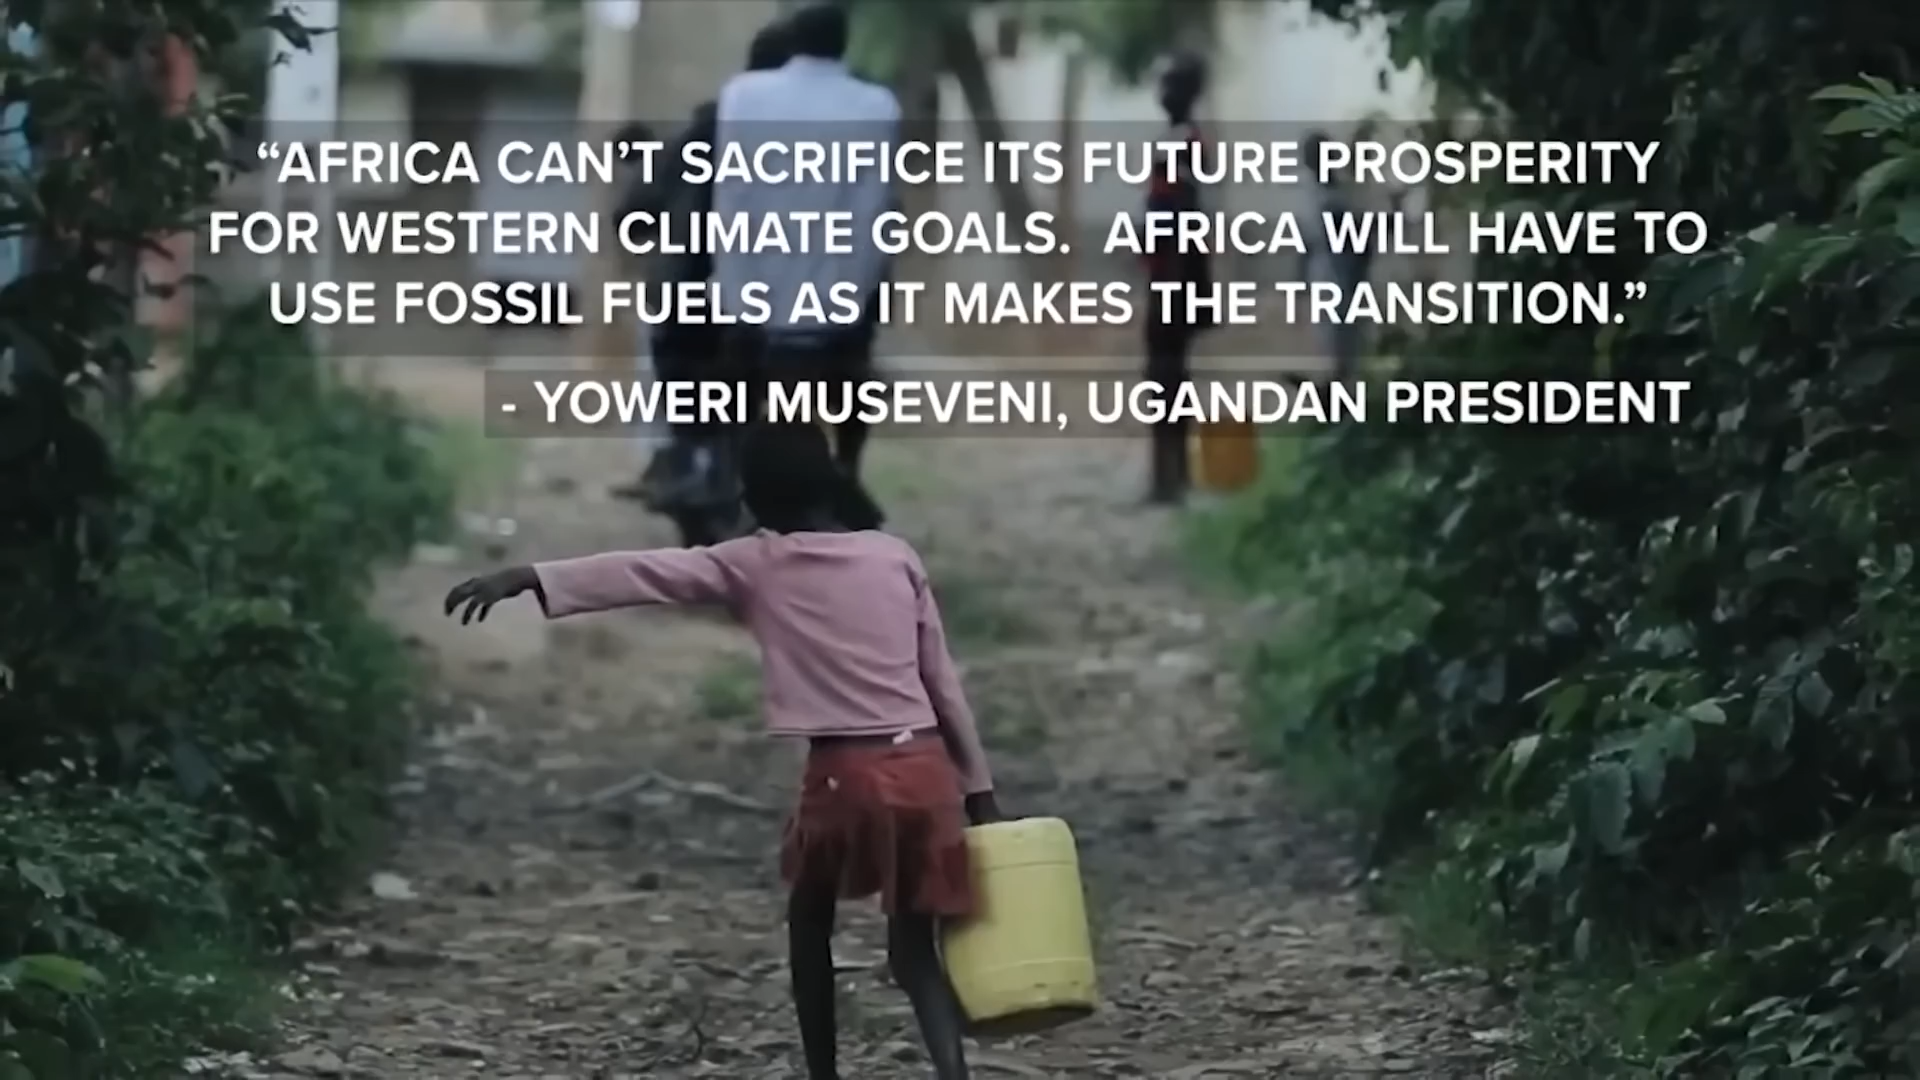 “AFRICA CAN’T SACRIFICE ITS FUTURE PROSPERITY
FOR WESTERN CLIMATE GOALS. AFRICA WILL HAVE TO
USE FOSSIL FUELS AS IT MAKES THE TRANSITION.”
- YOWERI MUSEVENI, UGANDAN PRESIDENT